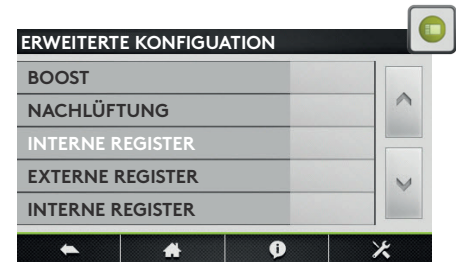 ERWEITERTE KONFIGUATION
BOOST
NACHLÜFTUNG
INTERNE REGISTER
EXTERNE REGISTER
INTERNE REGISTER